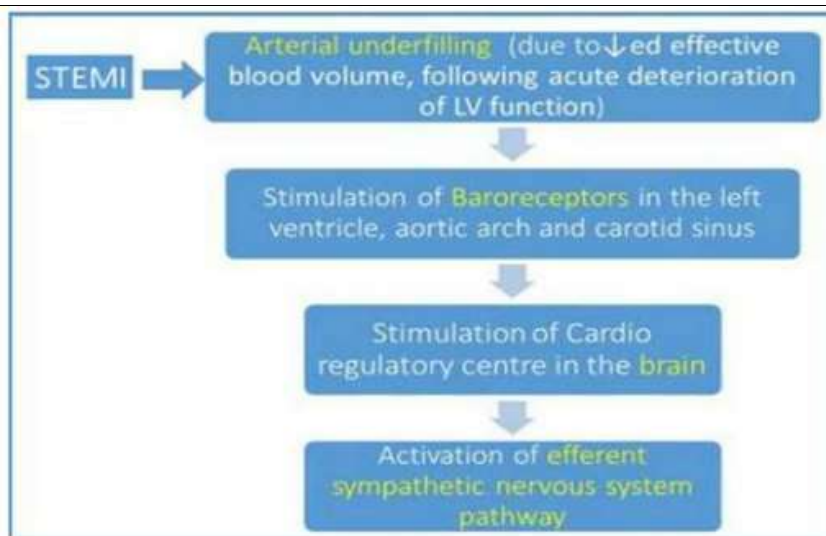 STEMI
Arterial underfilling (due to↓ed effective
blood volume, following acute deterioration
of LV function)
Stimulation of Baroreceptors in the left
ventricle, aortic arch and carotid sinus
Stimulation of Cardio
regulatory centre in the brain
Activation of efferent
sympathetic nervous system
pathway